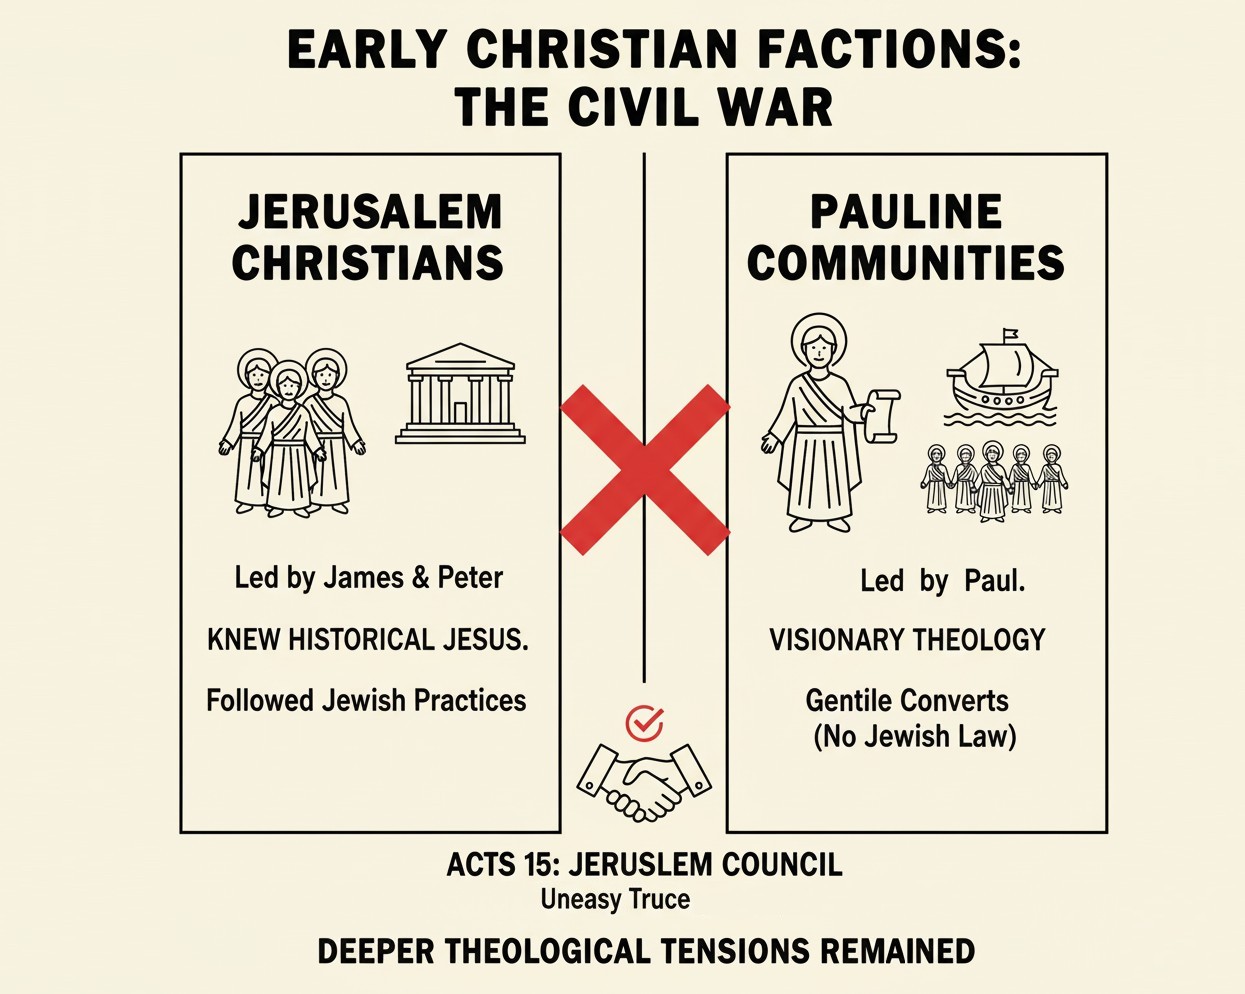 EARLY CHRISTIAN FACTIONS:
THE CIVIL WAR
JERUSALEM
CHRISTIANS
Led by James & Peter
KNEW HISTORICAL JESUS.
Followed Jewish Practices
PAULINE
COMMUNITIES
Led by Paul.
VISIONARY THEOLOGY
Gentile Converts
(No Jewish Law)
ACTS 15: JERUSLEM COUNCIL
Uneasy Truce
DEEPER THEOLOGICAL TENSIONS REMAINED